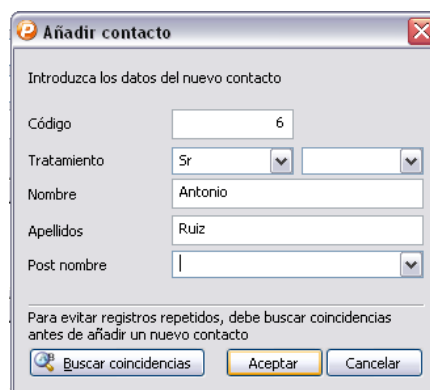 Añadir contacto
Introduzca los datos del nuevo contacto
Código 6
Tratamiento Sr
Nombre Antonio
Apellidos Ruiz
Post nombre
Para evitar registros repetidos, debe buscar coincidencias
antes de añadir un nuevo contacto
Buscar coincidencias Aceptar Cancelar